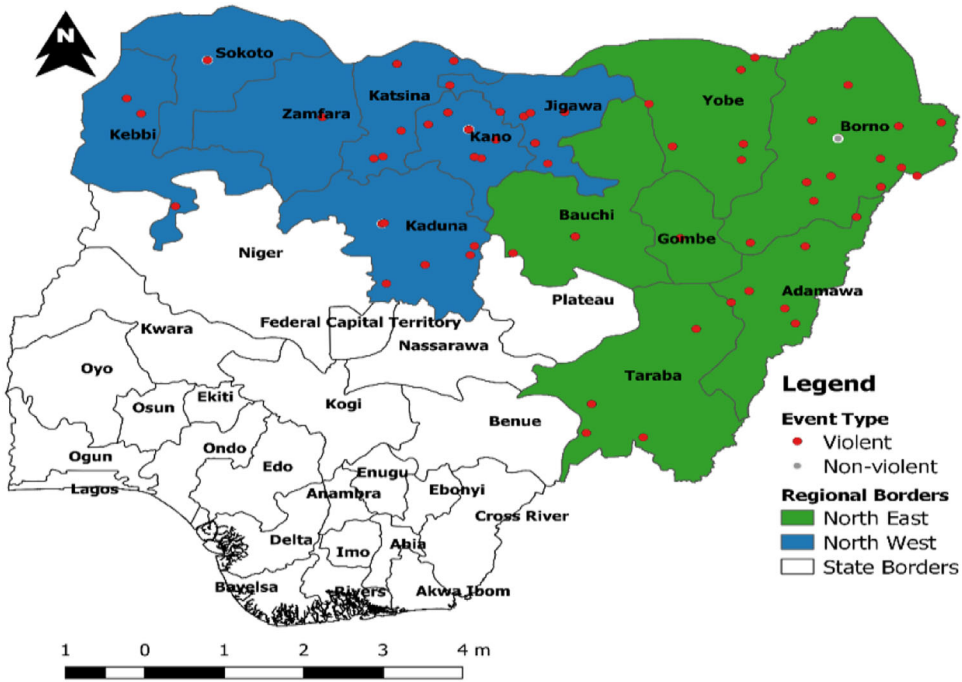 N
Sokoto
Katsina
Jigawa
Yobe
Zamfara
Kebbi
Kano
Borno
Bauchi
Kaduna
Gombe
Niger
Adamawa
Plateau
Federal Capital Territory
Kwara
Nassarawa
Oyo
Taraba
Ekiti
Osun
Kogi
Benue
Ondo
Ogun
Edo
Enugu
Lagos
Anambra
Ebonyi
Cross River
Delta
Imo
Abia
Bayelsa
Rivers
Akwa Ibom
Legend
Event Type
Violent
Non-violent
Regional Borders
North East
North West
State Borders
1 0 1 2 3 4 m